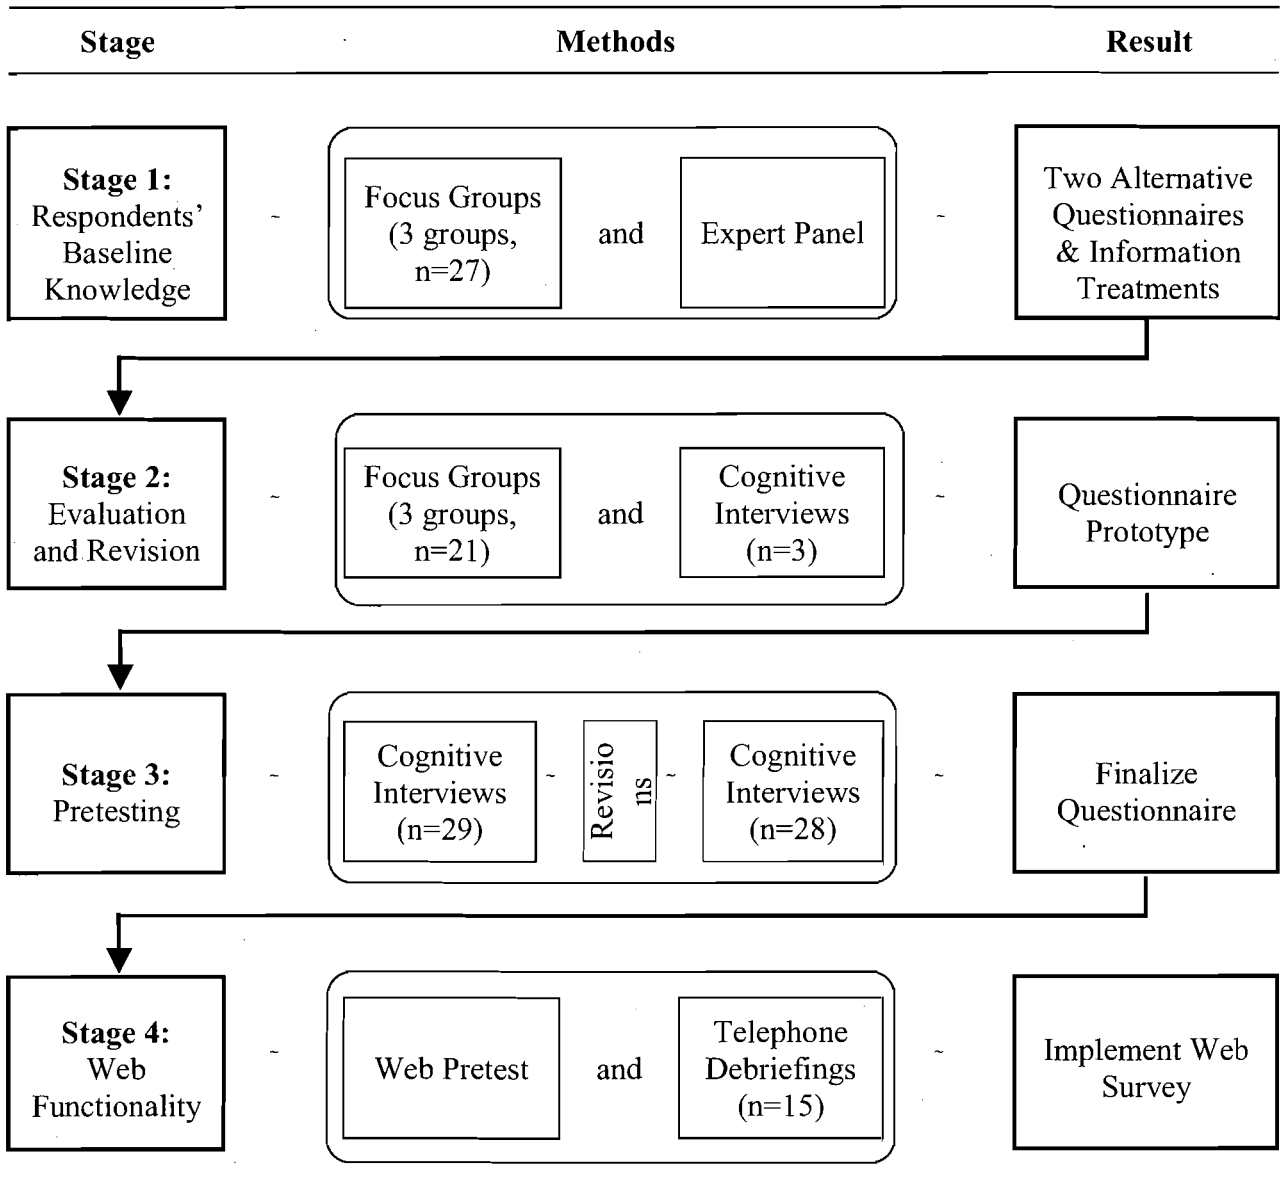 Stage Methods Result
Stage 1:
Respondents’
Baseline
Knowledge
~
Focus Groups
(3 groups,
n=27)
and
Expert Panel
~
Two Alternative
Questionnaires
& Information
Treatments
Stage 2:
Evaluation
and Revision
~
Focus Groups
(3 groups,
n=21)
and
Cognitive
Interviews
(n=3)
~
Questionnaire
Prototype
Stage 3:
Pretesting
~
Cognitive
Interviews
(n=29)
~
Revisio
ns
~
Cognitive
Interviews
(n=28)
~
Finalize
Questionnaire
Stage 4:
Web
Functionality
~
Web Pretest
and
Telephone
Debriefings
(n=15)
~
Implement Web
Survey